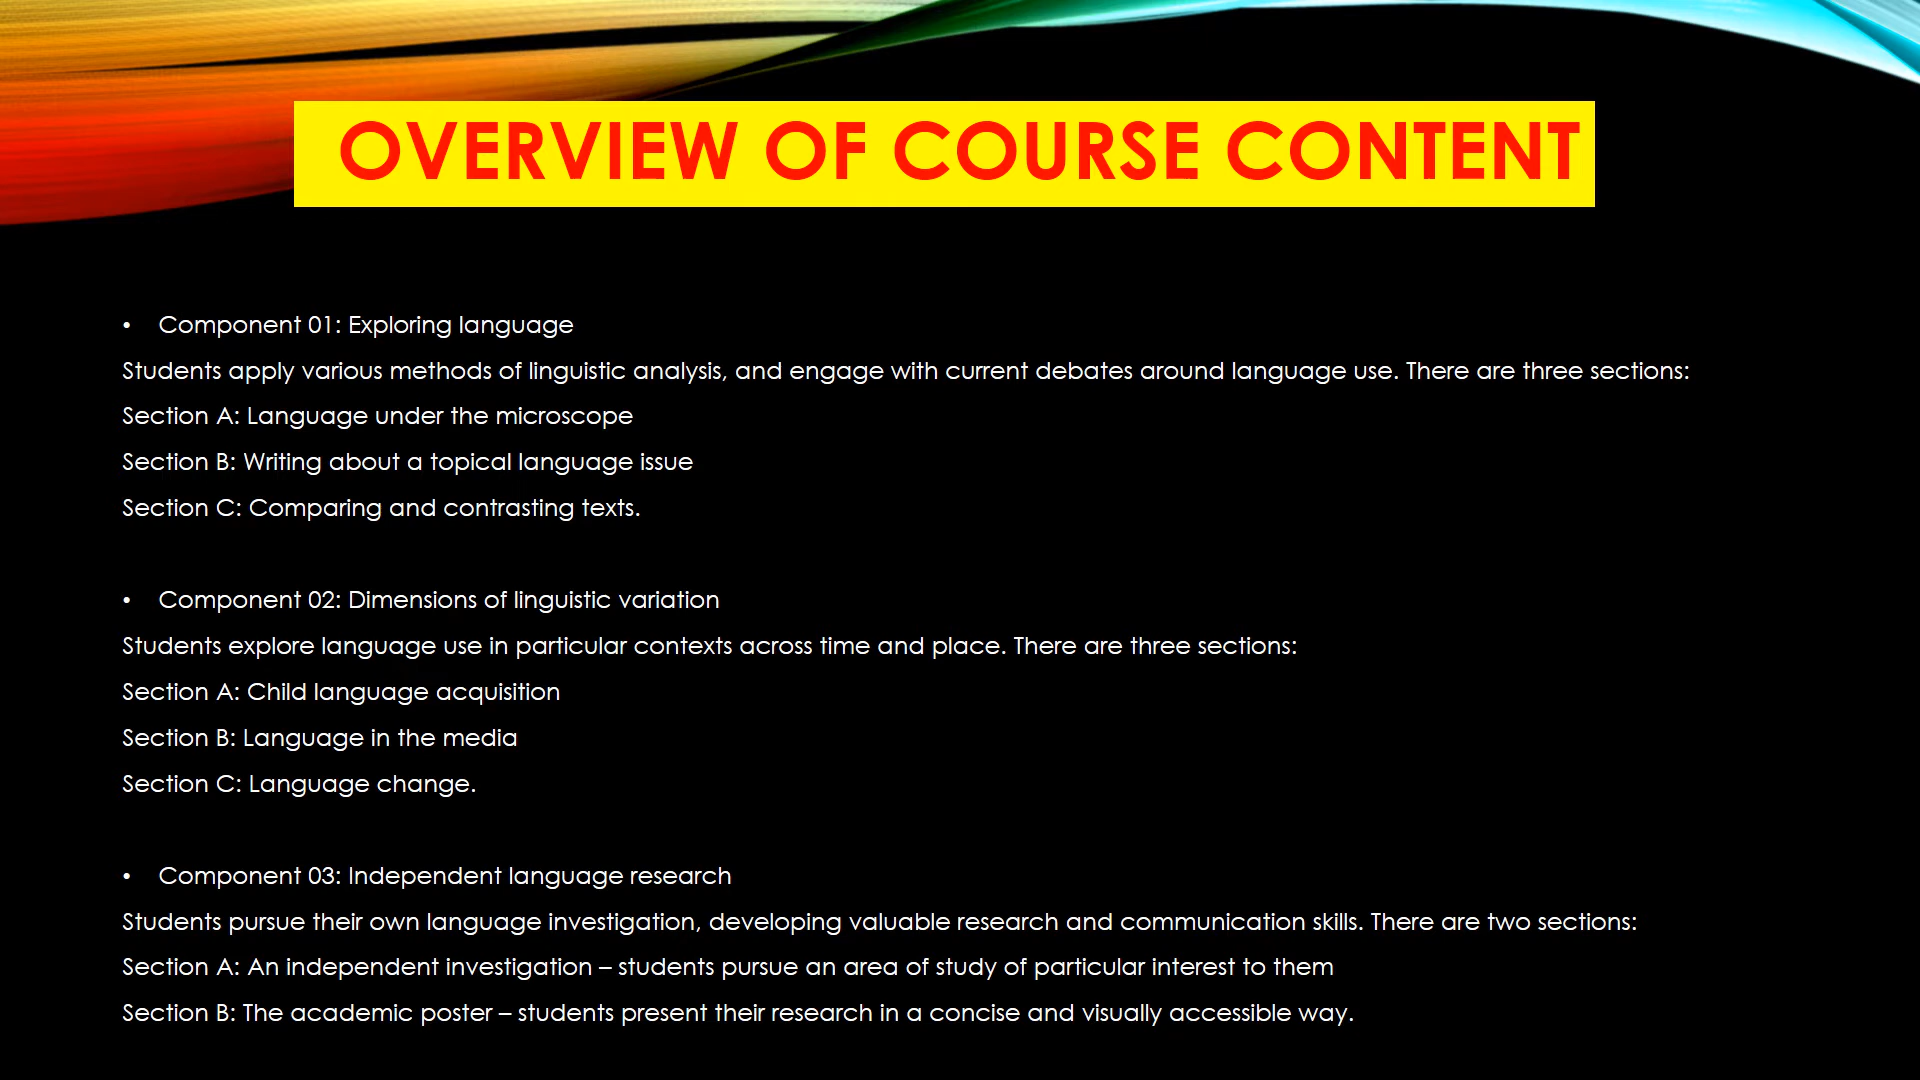 OVERVIEW OF COURSE CONTENT
• Component 01: Exploring language
Students apply various methods of linguistic analysis, and engage with current debates around language use. There are three sections:
Section A: Language under the microscope
Section B: Writing about a topical language issue
Section C: Comparing and contrasting texts.
• Component 02: Dimensions of linguistic variation
Students explore language use in particular contexts across time and place. There are three sections:
Section A: Child language acquisition
Section B: Language in the media
Section C: Language change.
• Component 03: Independent language research
Students pursue their own language investigation, developing valuable research and communication skills. There are two sections:
Section A: An independent investigation – students pursue an area of study of particular interest to them
Section B: The academic poster – students present their research in a concise and visually accessible way.